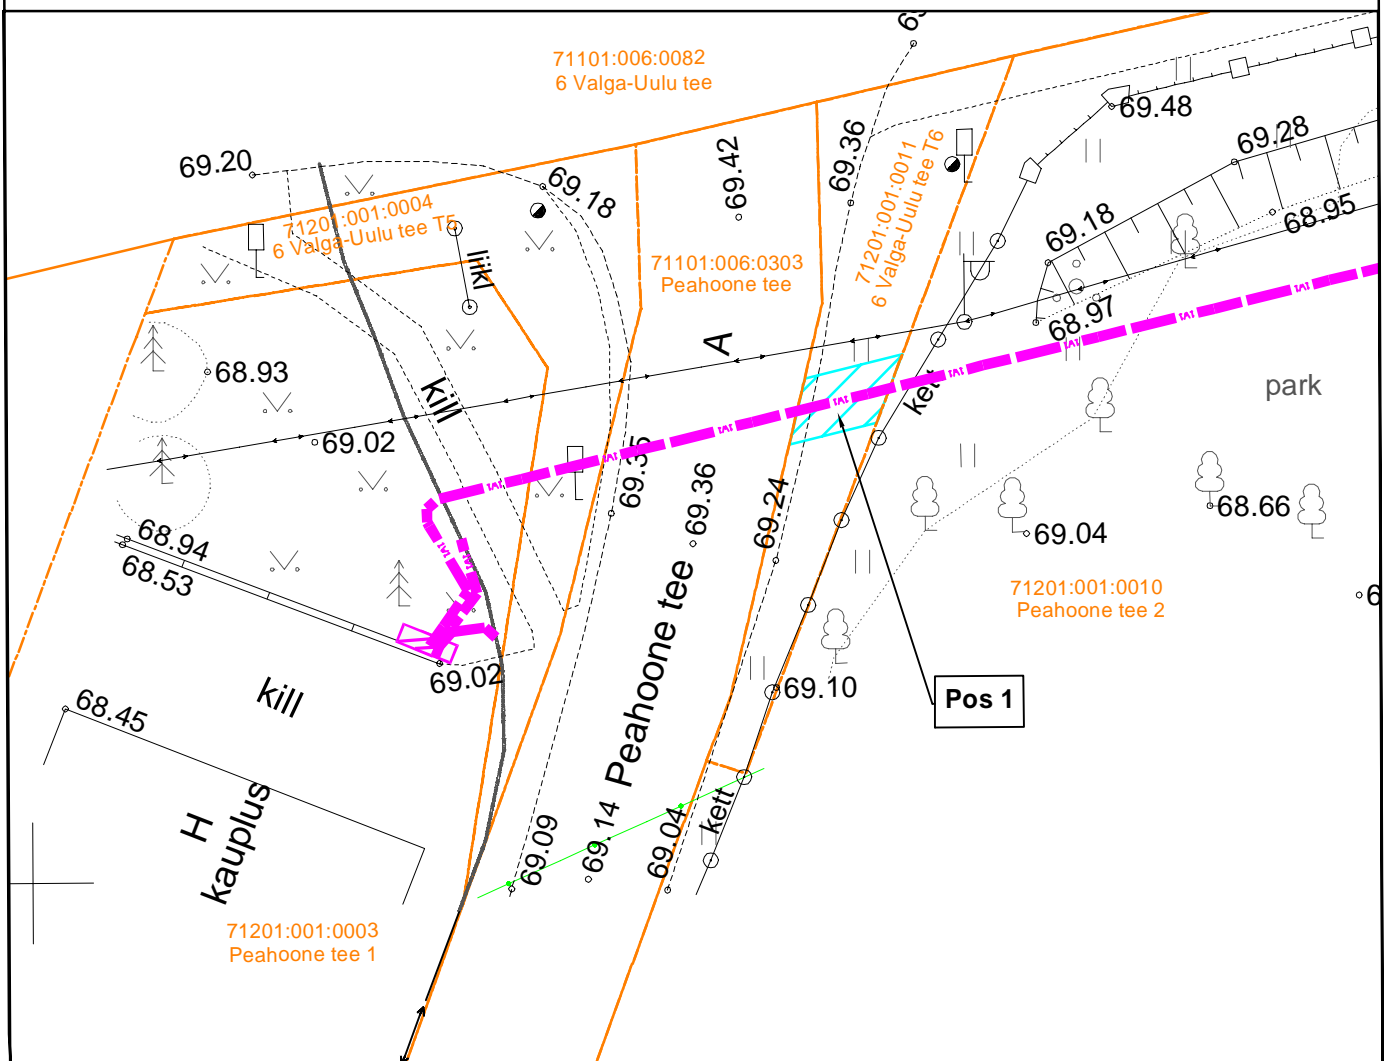 71101:006:0082
6 Valga-Uulu tee
69.48
69.28
69.20
69.18
69.42
69.36
71201:001:0011
6 Valga-Uulu tee T6
71201:001:0004
6 Valga-Uulu tee T5
liikl
71101:006:0303
Peahoone tee
69.18
68.95
68.97
A
68.93
kill
kett
park
69.02
69.36
69.24
68.66
69.04
68.94
68.53
71201:001:0010
Peahoone tee 2
69.02
kill
Peahoone tee
69.10
Pos 1
68.45
H
kauplus
69.09
69.14
69.04
kett
71201:001:0003
Peahoone tee 1